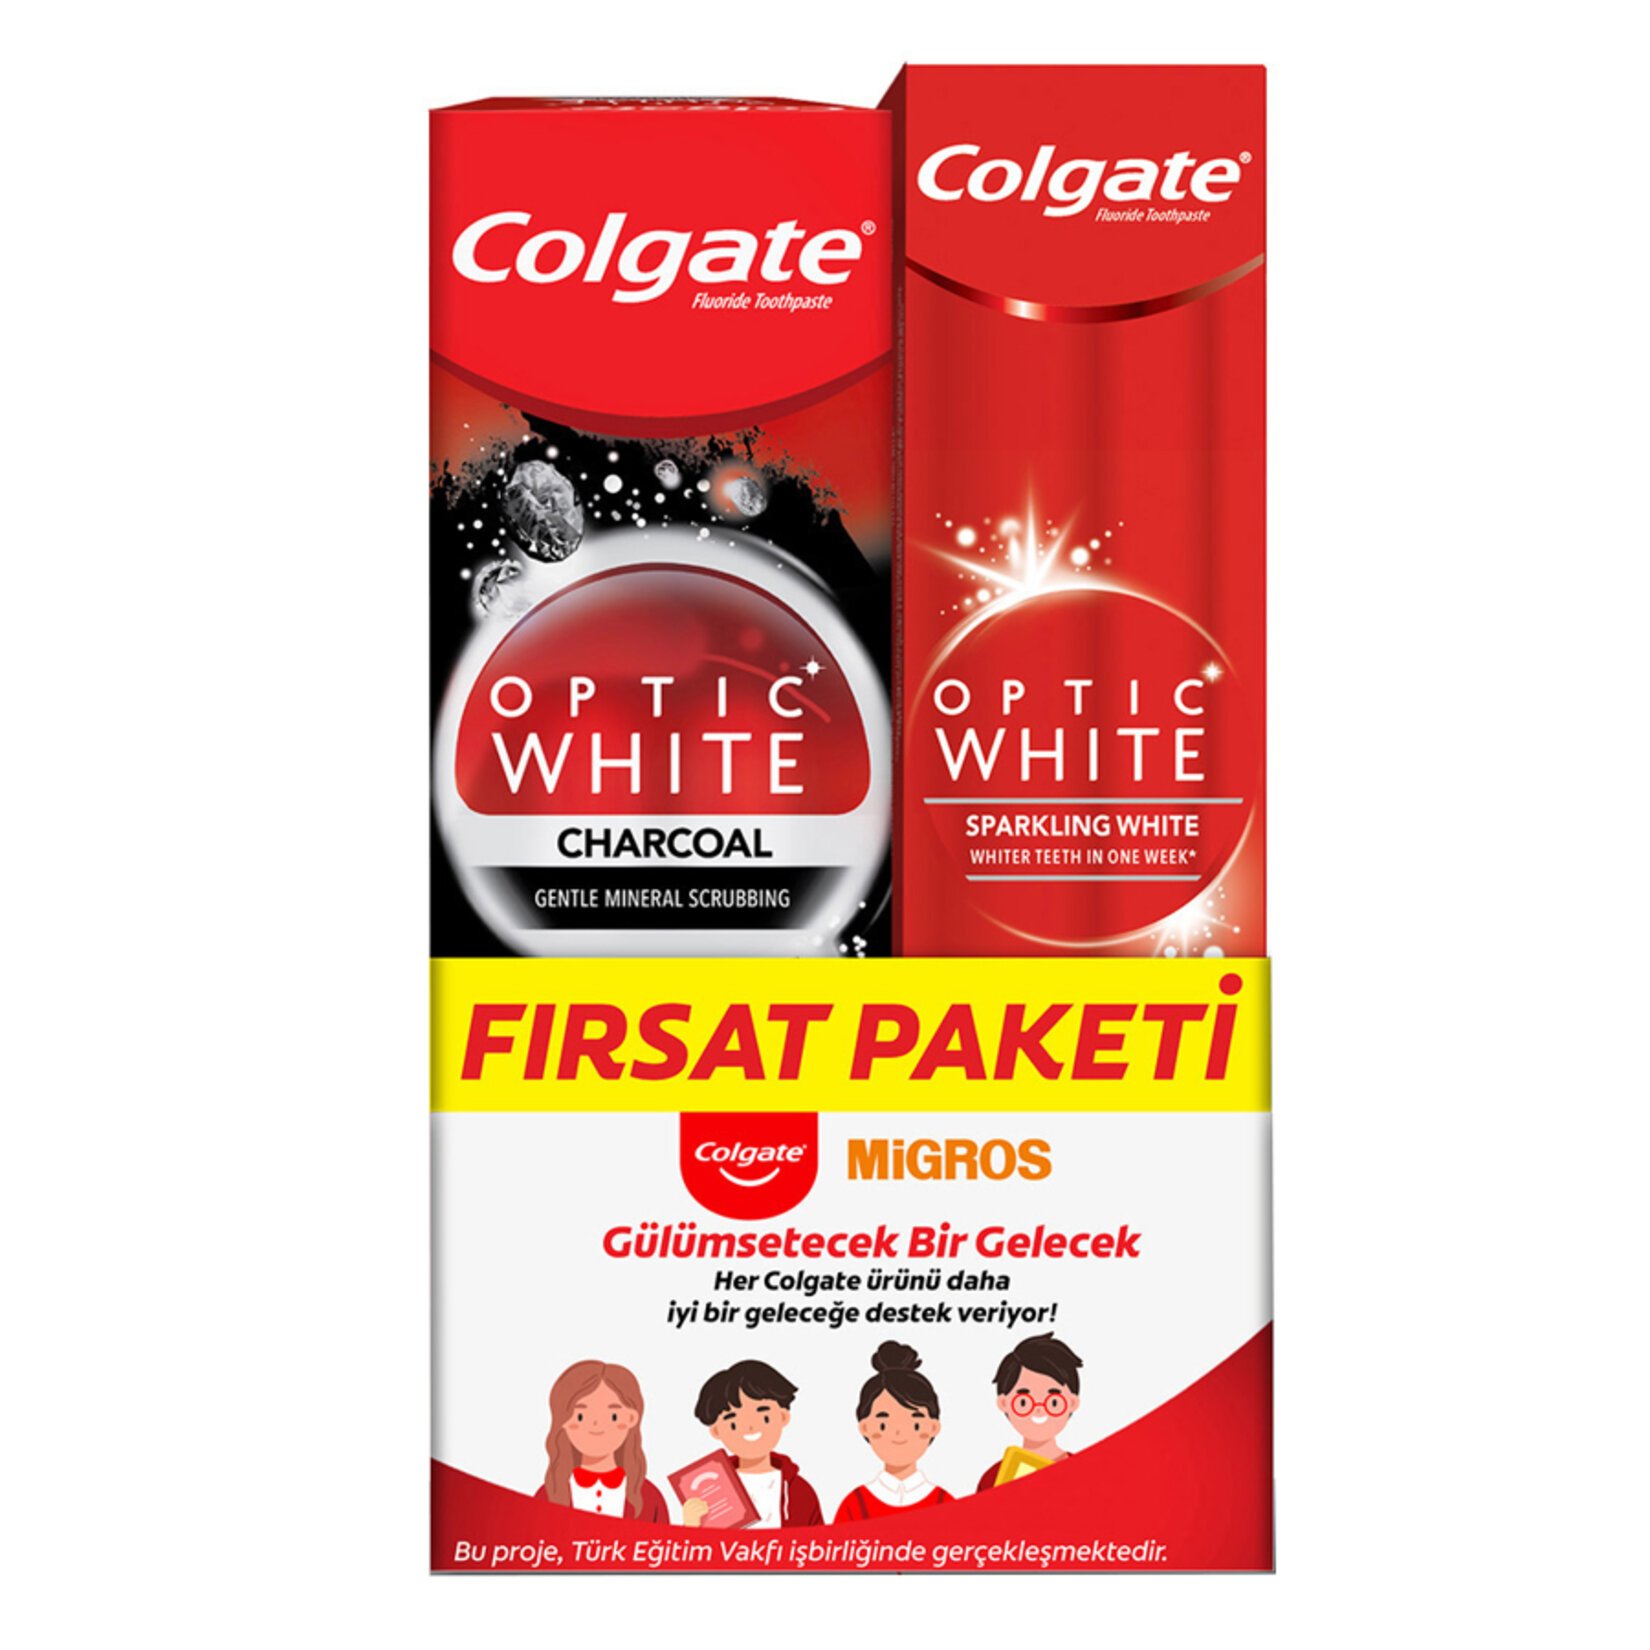 Colgate®
Fluoride Toothpaste
OPTIC
WHITE
CHARCOAL
GENTLE MINERAL SCRUBBING
Colgate®
Fluoride Toothpaste
OPTIC
WHITE
SPARKLING WHITE
WHITER TEETH IN ONE WEEK*
FIRSAT PAKETİ
Colgate®
MiGROS
Gülümsetecek Bir Gelecek
Her Colgate ürünü daha
iyi bir geleceğe destek veriyor!
Bu proje, Türk Eğitim Vakfı işbirliğinde gerçekleşmektedir.